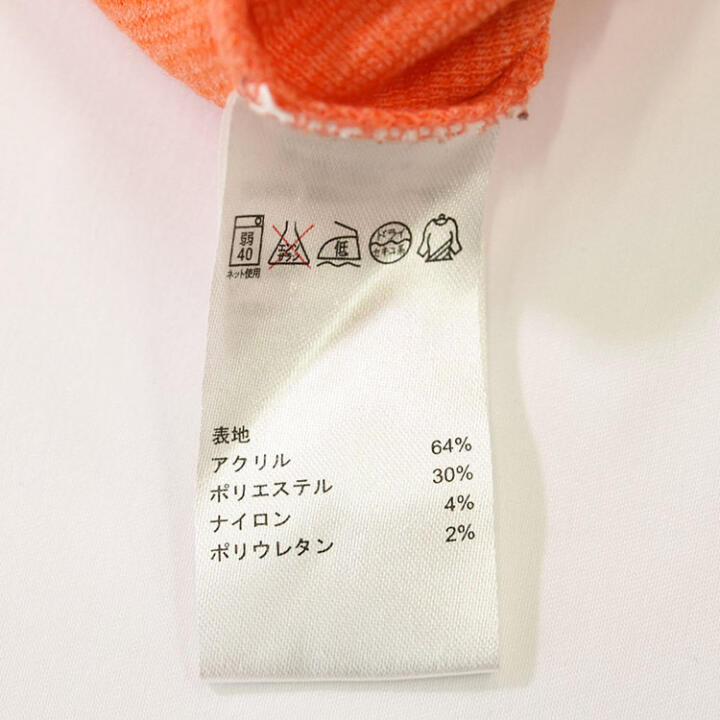 弱 エンソ 低 ドライ
40 サラシ セキユ系
ネット使用
表地
アクリル 64%
ポリエステル 30%
ナイロン 4%
ポリウレタン 2%